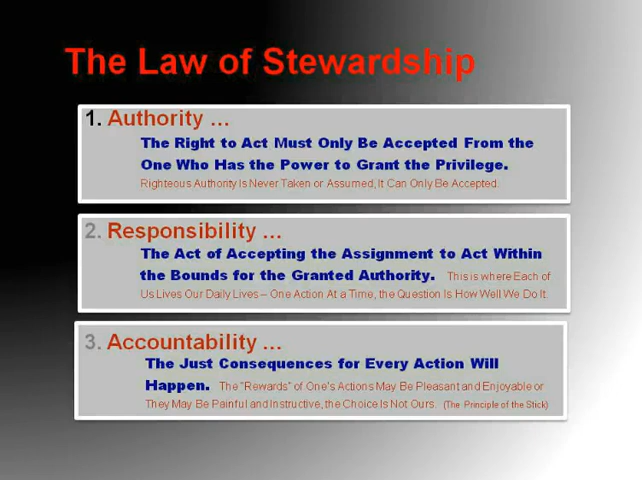 The Law of Stewardship
1. Authority ...
The Right to Act Must Only Be Accepted From the
One Who Has the Power to Grant the Privilege.
Righteous Authority Is Never Taken or Assumed, It Can Only Be Accepted.
2. Responsibility ...
The Act of Accepting the Assignment to Act Within
the Bounds for the Granted Authority. This is where Each of
Us Lives Our Daily Lives – One Action At a Time, the Question Is How Well We Do It.
3. Accountability ...
The Just Consequences for Every Action Will
Happen. The "Rewards" of One's Actions May Be Pleasant and Enjoyable or
They May Be Painful and Instructive, the Choice Is Not Ours. (The Principle of the Stick)